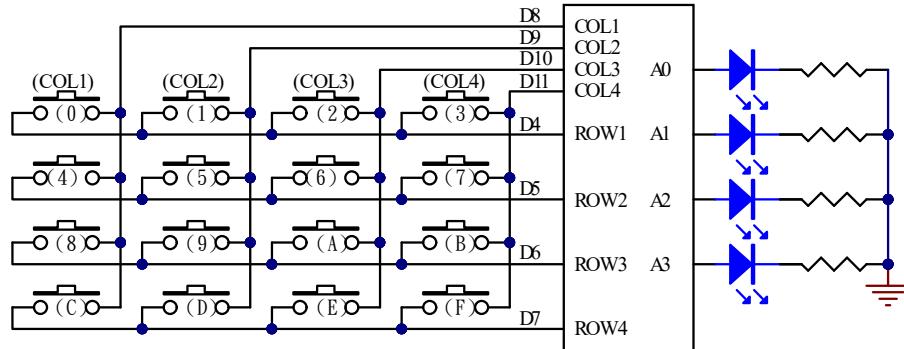 D8
COL1
D9
COL2
D10
COL3 A0
D11
COL4
(COL1) (COL2) (COL3) (COL4)
(0) (1) (2) (3)
D4 ROW1 A1
(4) (5) (6) (7)
D5 ROW2 A2
(8) (9) (A) (B)
D6 ROW3 A3
(C) (D) (E) (F)
D7 ROW4